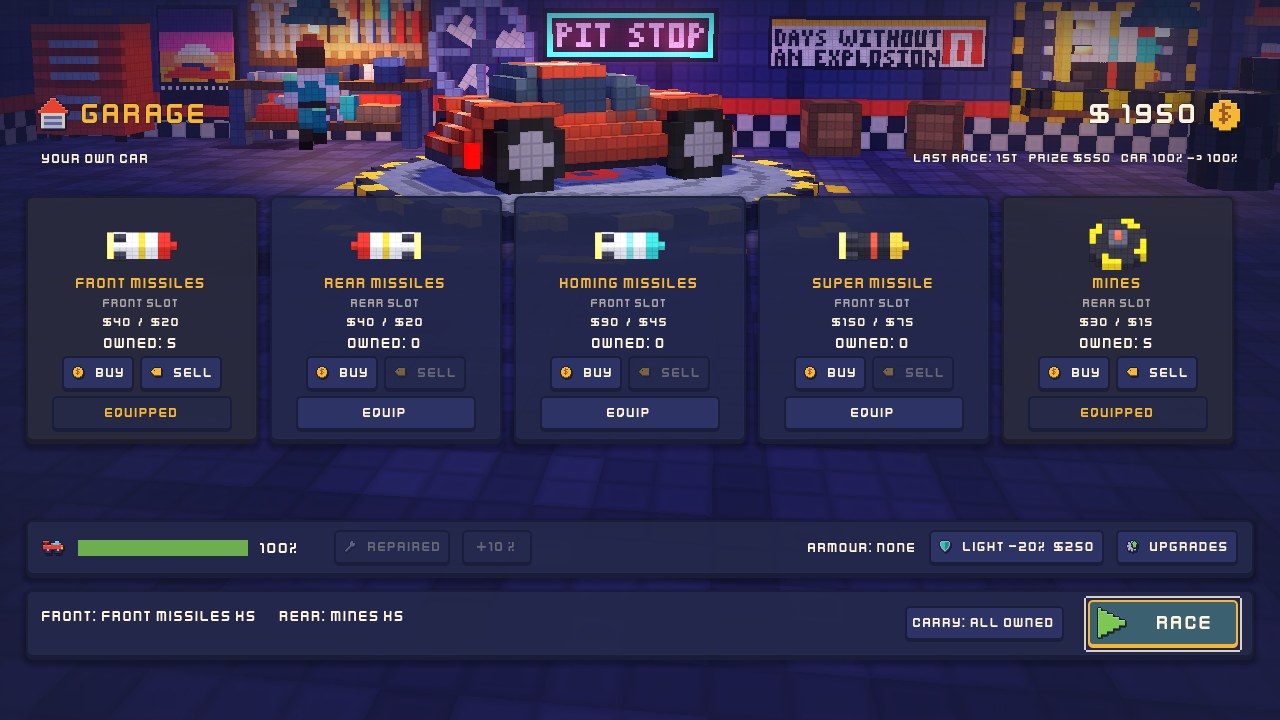 PIT STOP
DAYS WITHOUT
AN EXPLOSION 0
GARAGE
$ 1950
YOUR OWN CAR
LAST RACE: 1ST PRIZE $550 CAR 100% -> 100%
FRONT MISSILES
FRONT SLOT
$40 / $20
OWNED: 5
BUY
SELL
EQUIPPED
REAR MISSILES
REAR SLOT
$40 / $20
OWNED: 0
BUY
SELL
EQUIP
HOMING MISSILES
FRONT SLOT
$90 / $45
OWNED: 0
BUY
SELL
EQUIP
SUPER MISSILE
FRONT SLOT
$150 / $75
OWNED: 0
BUY
SELL
EQUIP
MINES
REAR SLOT
$30 / $15
OWNED: 5
BUY
SELL
EQUIPPED
100%
REPAIRED
+10 %
ARMOUR: NONE
LIGHT -20% $250
UPGRADES
FRONT: FRONT MISSILES X5 REAR: MINES X5
CARRY: ALL OWNED
RACE